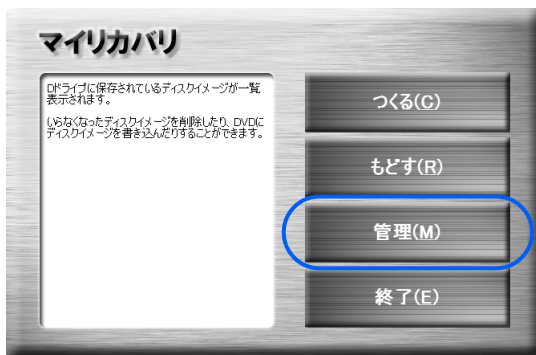 マイリカバリ
Dドライブに保存されているディスクイメージが一覧
表示されます。
いらなくなったディスクイメージを削除したり、DVDに
ディスクイメージを書き込んだりすることができます。
つくる(C)
もどす(R)
管理(M)
終了(E)